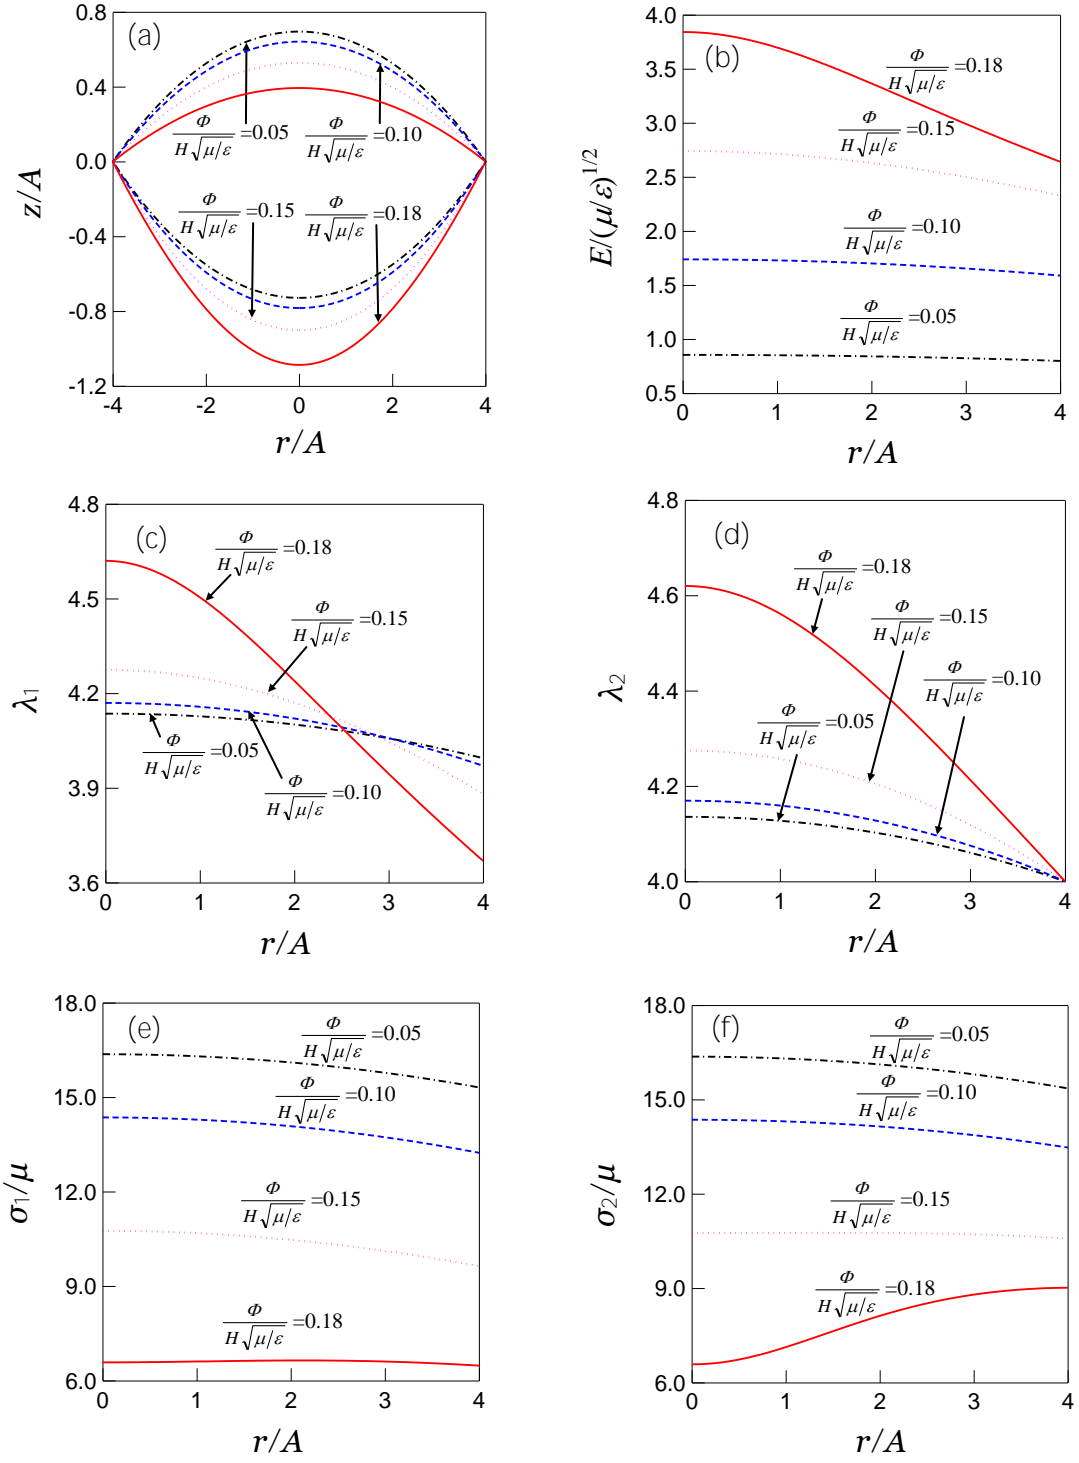 (a)
0.8
0.4
0.0
-0.4
-0.8
-1.2
-4
-2
0
2
4
z/A
r/A
Φ/H√μ/ε=0.05
Φ/H√μ/ε=0.10
Φ/H√μ/ε=0.15
Φ/H√μ/ε=0.18
(b)
4.0
3.5
3.0
2.5
2.0
1.5
1.0
0.5
0
1
2
3
4
E/(μ/ε)^1/2
r/A
Φ/H√μ/ε=0.18
Φ/H√μ/ε=0.15
Φ/H√μ/ε=0.10
Φ/H√μ/ε=0.05
(c)
4.8
4.5
4.2
3.9
3.6
0
1
2
3
4
λ1
r/A
Φ/H√μ/ε=0.18
Φ/H√μ/ε=0.15
Φ/H√μ/ε=0.05
Φ/H√μ/ε=0.10
(d)
4.8
4.6
4.4
4.2
4.0
0
1
2
3
4
λ2
r/A
Φ/H√μ/ε=0.18
Φ/H√μ/ε=0.15
Φ/H√μ/ε=0.10
Φ/H√μ/ε=0.05
(e)
18.0
15.0
12.0
9.0
6.0
0
1
2
3
4
σ1/μ
r/A
Φ/H√μ/ε=0.05
Φ/H√μ/ε=0.10
Φ/H√μ/ε=0.15
Φ/H√μ/ε=0.18
(f)
18.0
15.0
12.0
9.0
6.0
0
1
2
3
4
σ2/μ
r/A
Φ/H√μ/ε=0.05
Φ/H√μ/ε=0.10
Φ/H√μ/ε=0.15
Φ/H√μ/ε=0.18